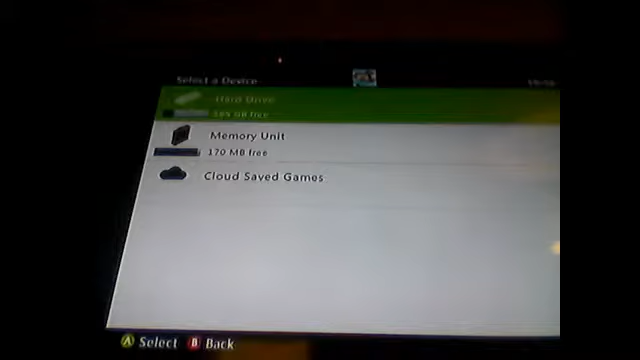 Select a Device
Hard Drive
Memory Unit
170 MB free
Cloud Saved Games
A Select B Back